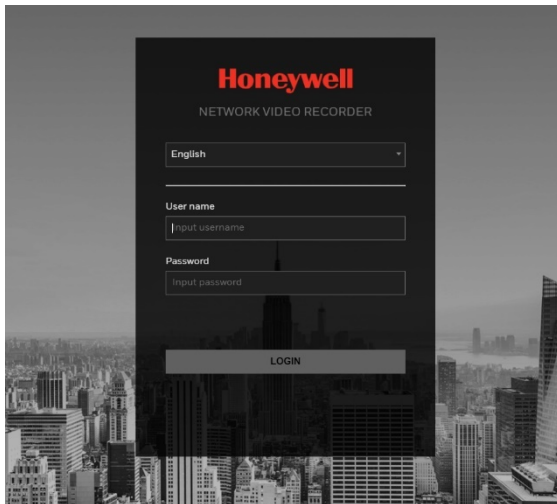 Honeywell
NETWORK VIDEO RECORDER
English
User name
Input username
Password
Input password
LOGIN